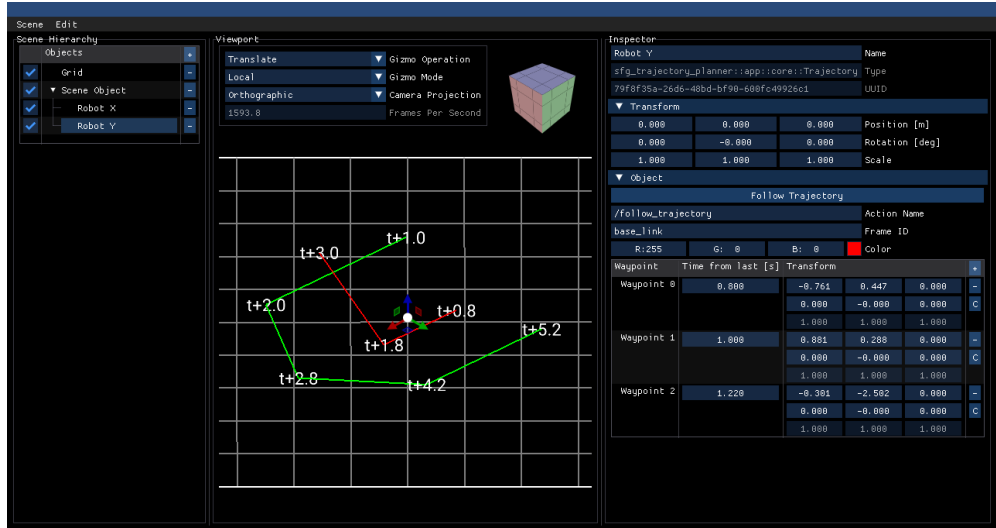 Scene Edit
Scene Hierarchy
Objects +
Grid -
▼ Scene Object -
Robot X -
Robot Y -
Viewport
Translate ▼ Gizmo Operation
Local ▼ Gizmo Mode
Orthographic ▼ Camera Projection
1593.8 Frames Per Second
t+1.0
t+3.0
t+2.0
t+0.8
t+5.2
t+1.8
t+2.8
t+4.2
Inspector
Robot Y Name
sfg_trajectory_planner::app::core::Trajectory Type
79f8f35a-26d6-48bd-bf90-600fc49926c1 UUID
▼ Transform
0.000 0.000 0.000 Position [m]
0.000 -0.000 0.000 Rotation [deg]
1.000 1.000 1.000 Scale
▼ Object
Follow Trajectory
/follow_trajectory Action Name
base_link Frame ID
R:255 G: 0 B: 0 Color
Waypoint Time from last [s] Transform +
Waypoint 0 0.800 -0.761 0.447 0.000 -
0.000 -0.000 0.000 C
1.000 1.000 1.000
Waypoint 1 1.000 0.881 0.288 0.000 -
0.000 -0.000 0.000 C
1.000 1.000 1.000
Waypoint 2 1.220 -0.301 -2.502 0.000 -
0.000 -0.000 0.000 C
1.000 1.000 1.000